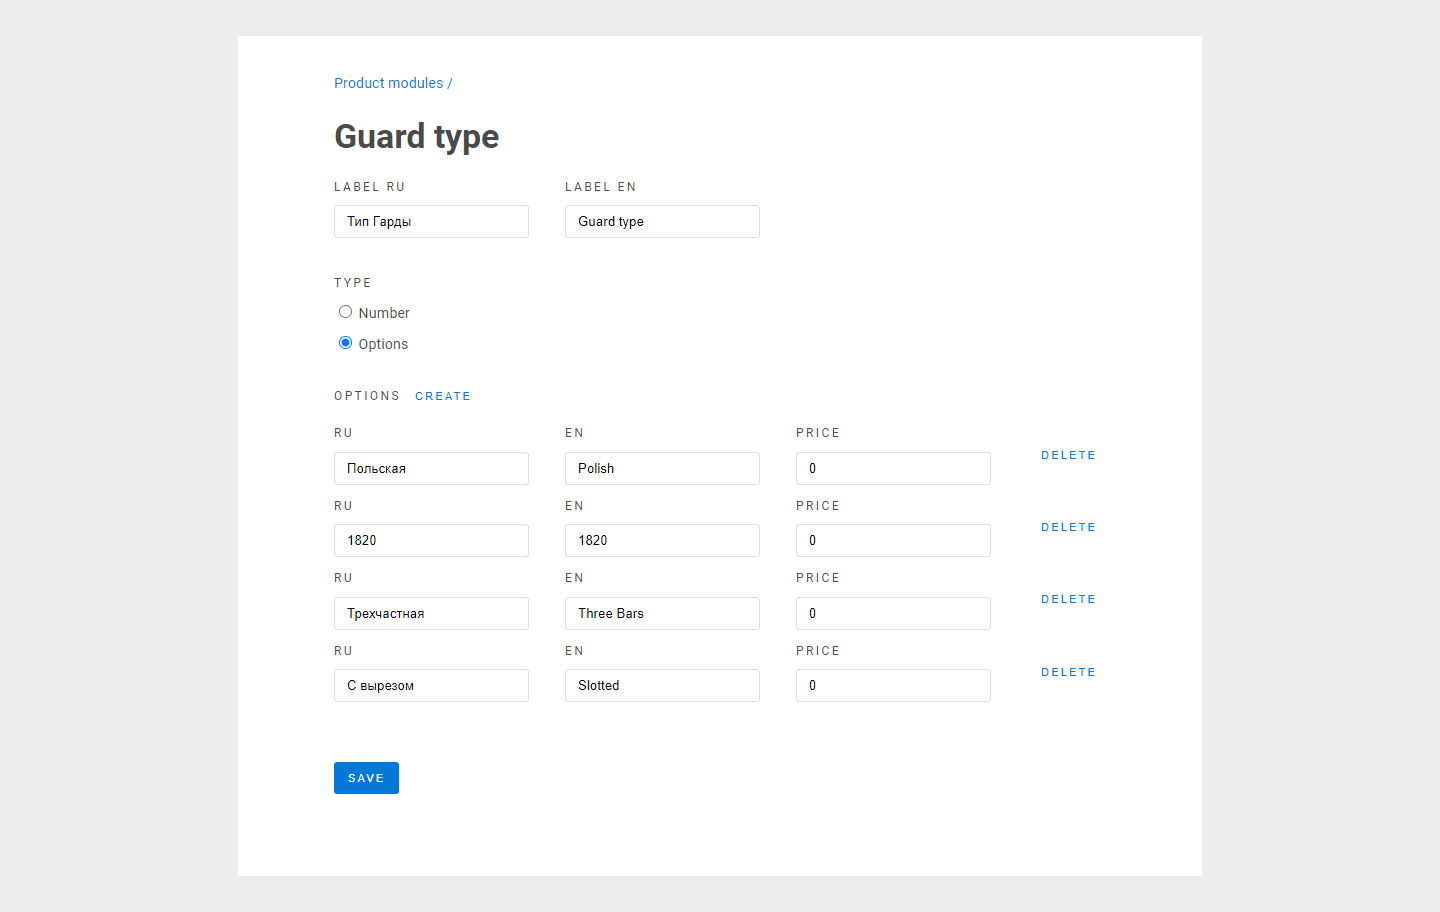 Product modules /
Guard type
LABEL RU LABEL EN
Тип Гарды Guard type
TYPE
Number
Options
OPTIONS CREATE
RU EN PRICE
DELETE
Польская Polish 0
RU EN PRICE
DELETE
1820 1820 0
RU EN PRICE
DELETE
Трехчастная Three Bars 0
RU EN PRICE
DELETE
С вырезом Slotted 0
SAVE